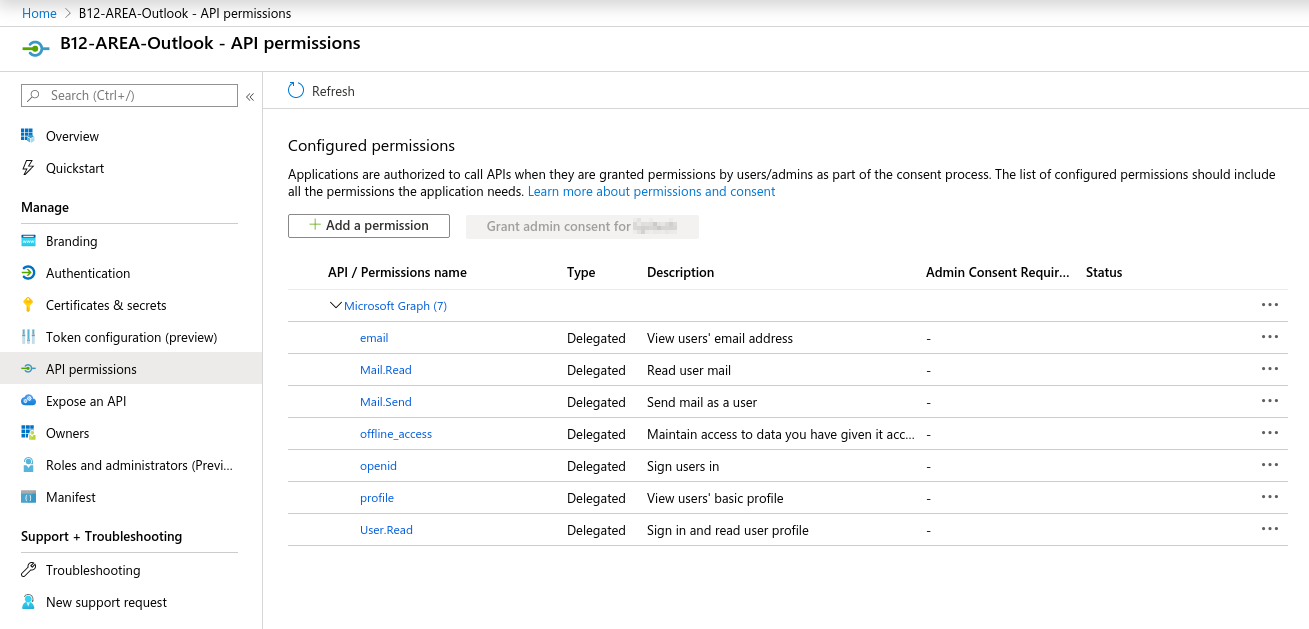 Home > B12-AREA-Outlook - API permissions
B12-AREA-Outlook - API permissions
Search (Ctrl+/)
«
Overview
Quickstart
Manage
Branding
Authentication
Certificates & secrets
Token configuration (preview)
API permissions
Expose an API
Owners
Roles and administrators (Previ...
Manifest
Support + Troubleshooting
Troubleshooting
New support request
Refresh
Configured permissions
Applications are authorized to call APIs when they are granted permissions by users/admins as part of the consent process. The list of configured permissions should include
all the permissions the application needs. Learn more about permissions and consent
+ Add a permission Grant admin consent for
API / Permissions name Type Description Admin Consent Requir... Status
Microsoft Graph (7) ...
email Delegated View users' email address - ...
Mail.Read Delegated Read user mail - ...
Mail.Send Delegated Send mail as a user - ...
offline_access Delegated Maintain access to data you have given it acc... - ...
openid Delegated Sign users in - ...
profile Delegated View users' basic profile - ...
User.Read Delegated Sign in and read user profile - ...